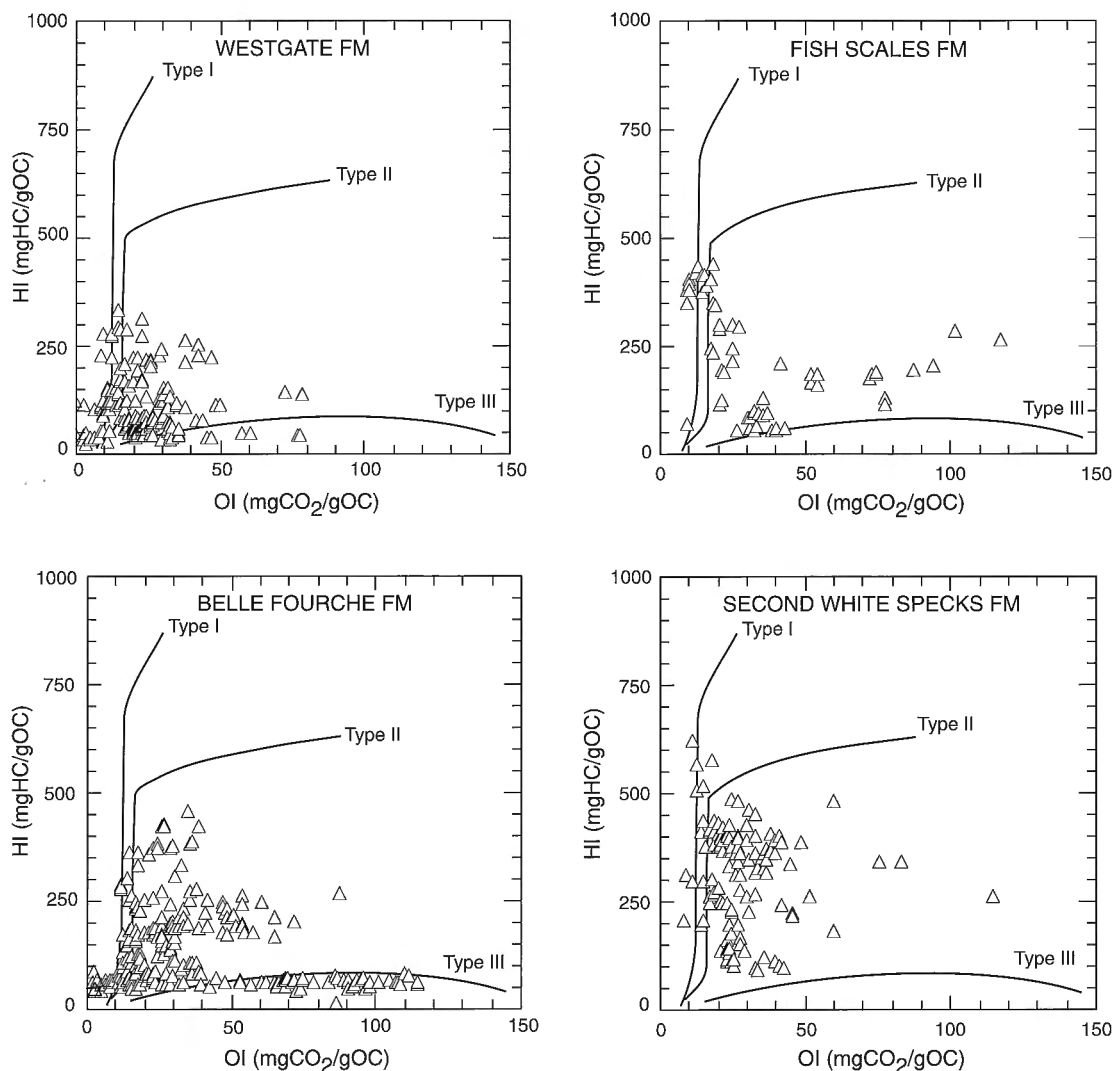 WESTGATE FM
Type I
Type II
Type III
1000
750
500
250
0
HI (mgHC/gOC)
0 50 100 150
OI (mgCO₂/gOC)
FISH SCALES FM
Type I
Type II
Type III
1000
750
500
250
0
HI (mgHC/gOC)
0 50 100 150
OI (mgCO₂/gOC)
BELLE FOURCHE FM
Type I
Type II
Type III
1000
750
500
250
0
HI (mgHC/gOC)
0 50 100 150
OI (mgCO₂/gOC)
SECOND WHITE SPECKS FM
Type I
Type II
Type III
1000
750
500
250
0
HI (mgHC/gOC)
0 50 100 150
OI (mgCO₂/gOC)